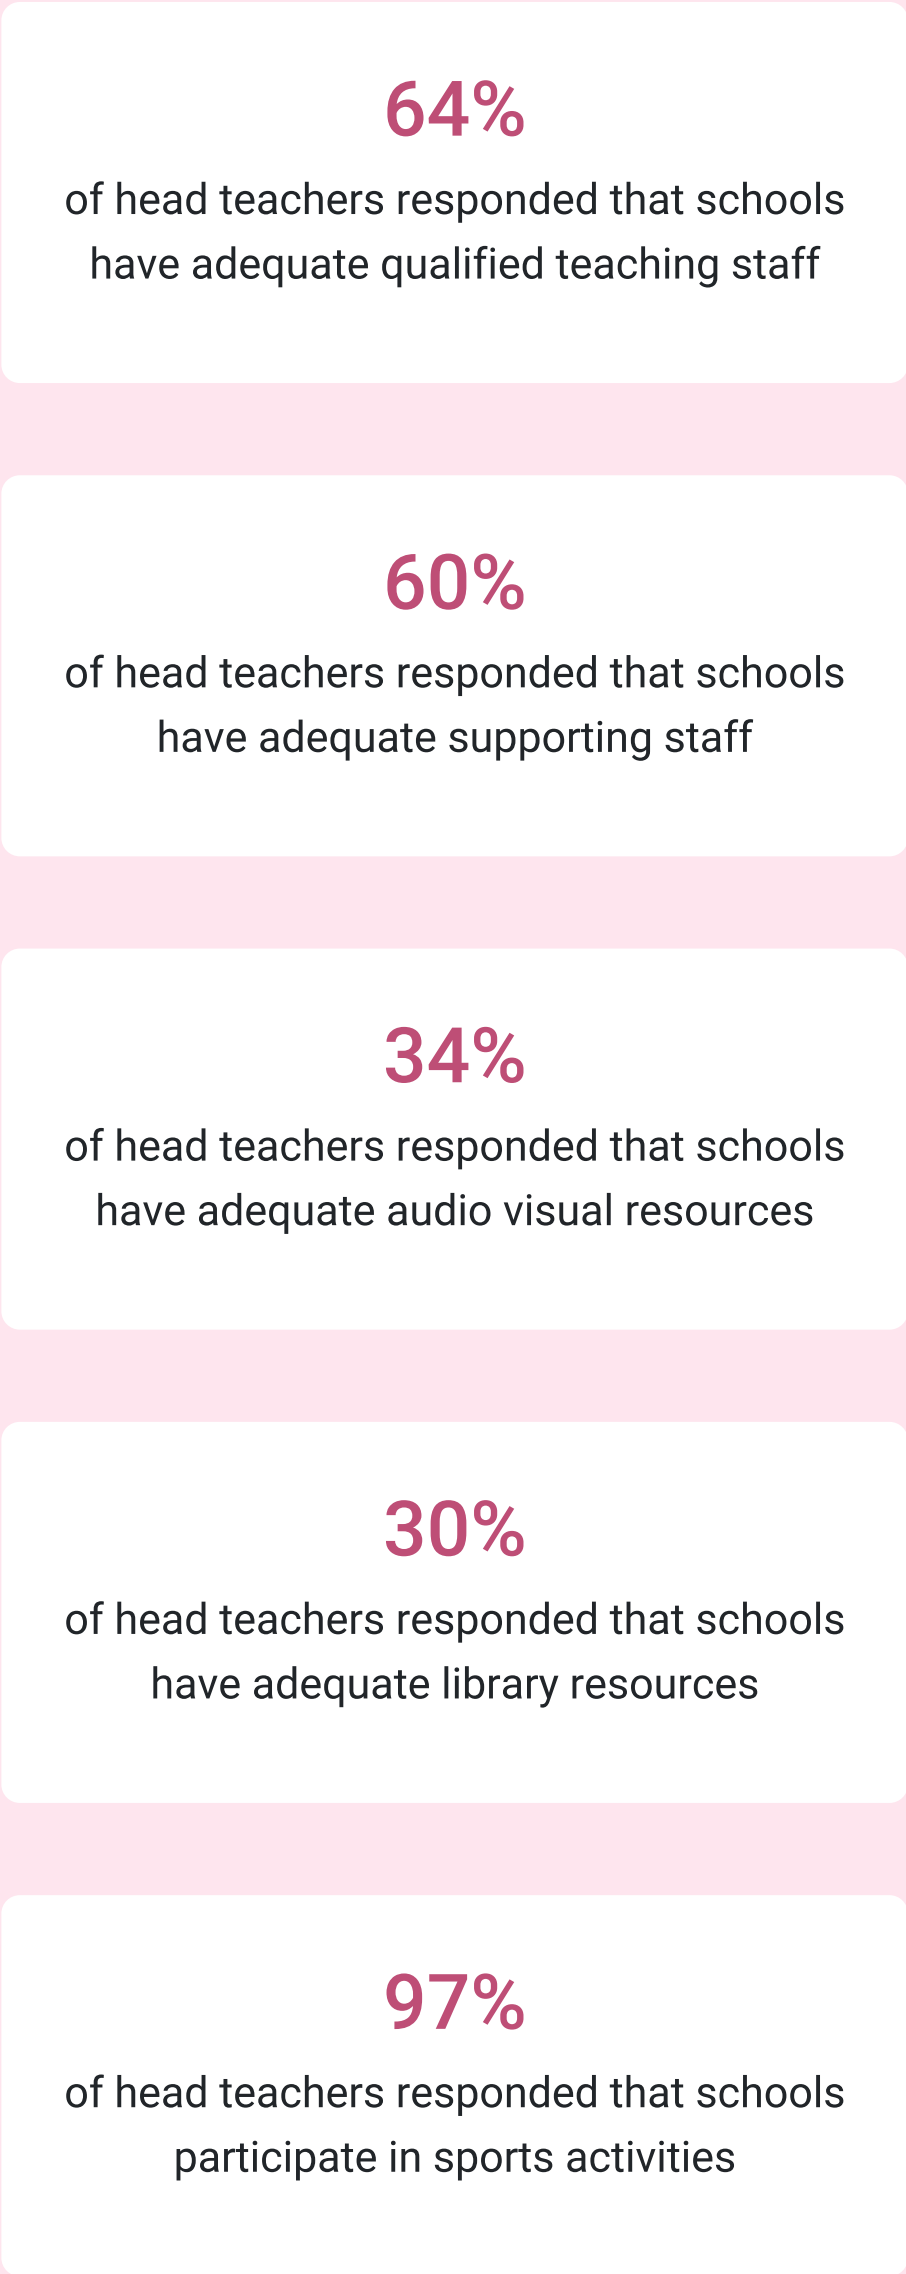 64%
of head teachers responded that schools
have adequate qualified teaching staff
60%
of head teachers responded that schools
have adequate supporting staff
34%
of head teachers responded that schools
have adequate audio visual resources
30%
of head teachers responded that schools
have adequate library resources
97%
of head teachers responded that schools
participate in sports activities